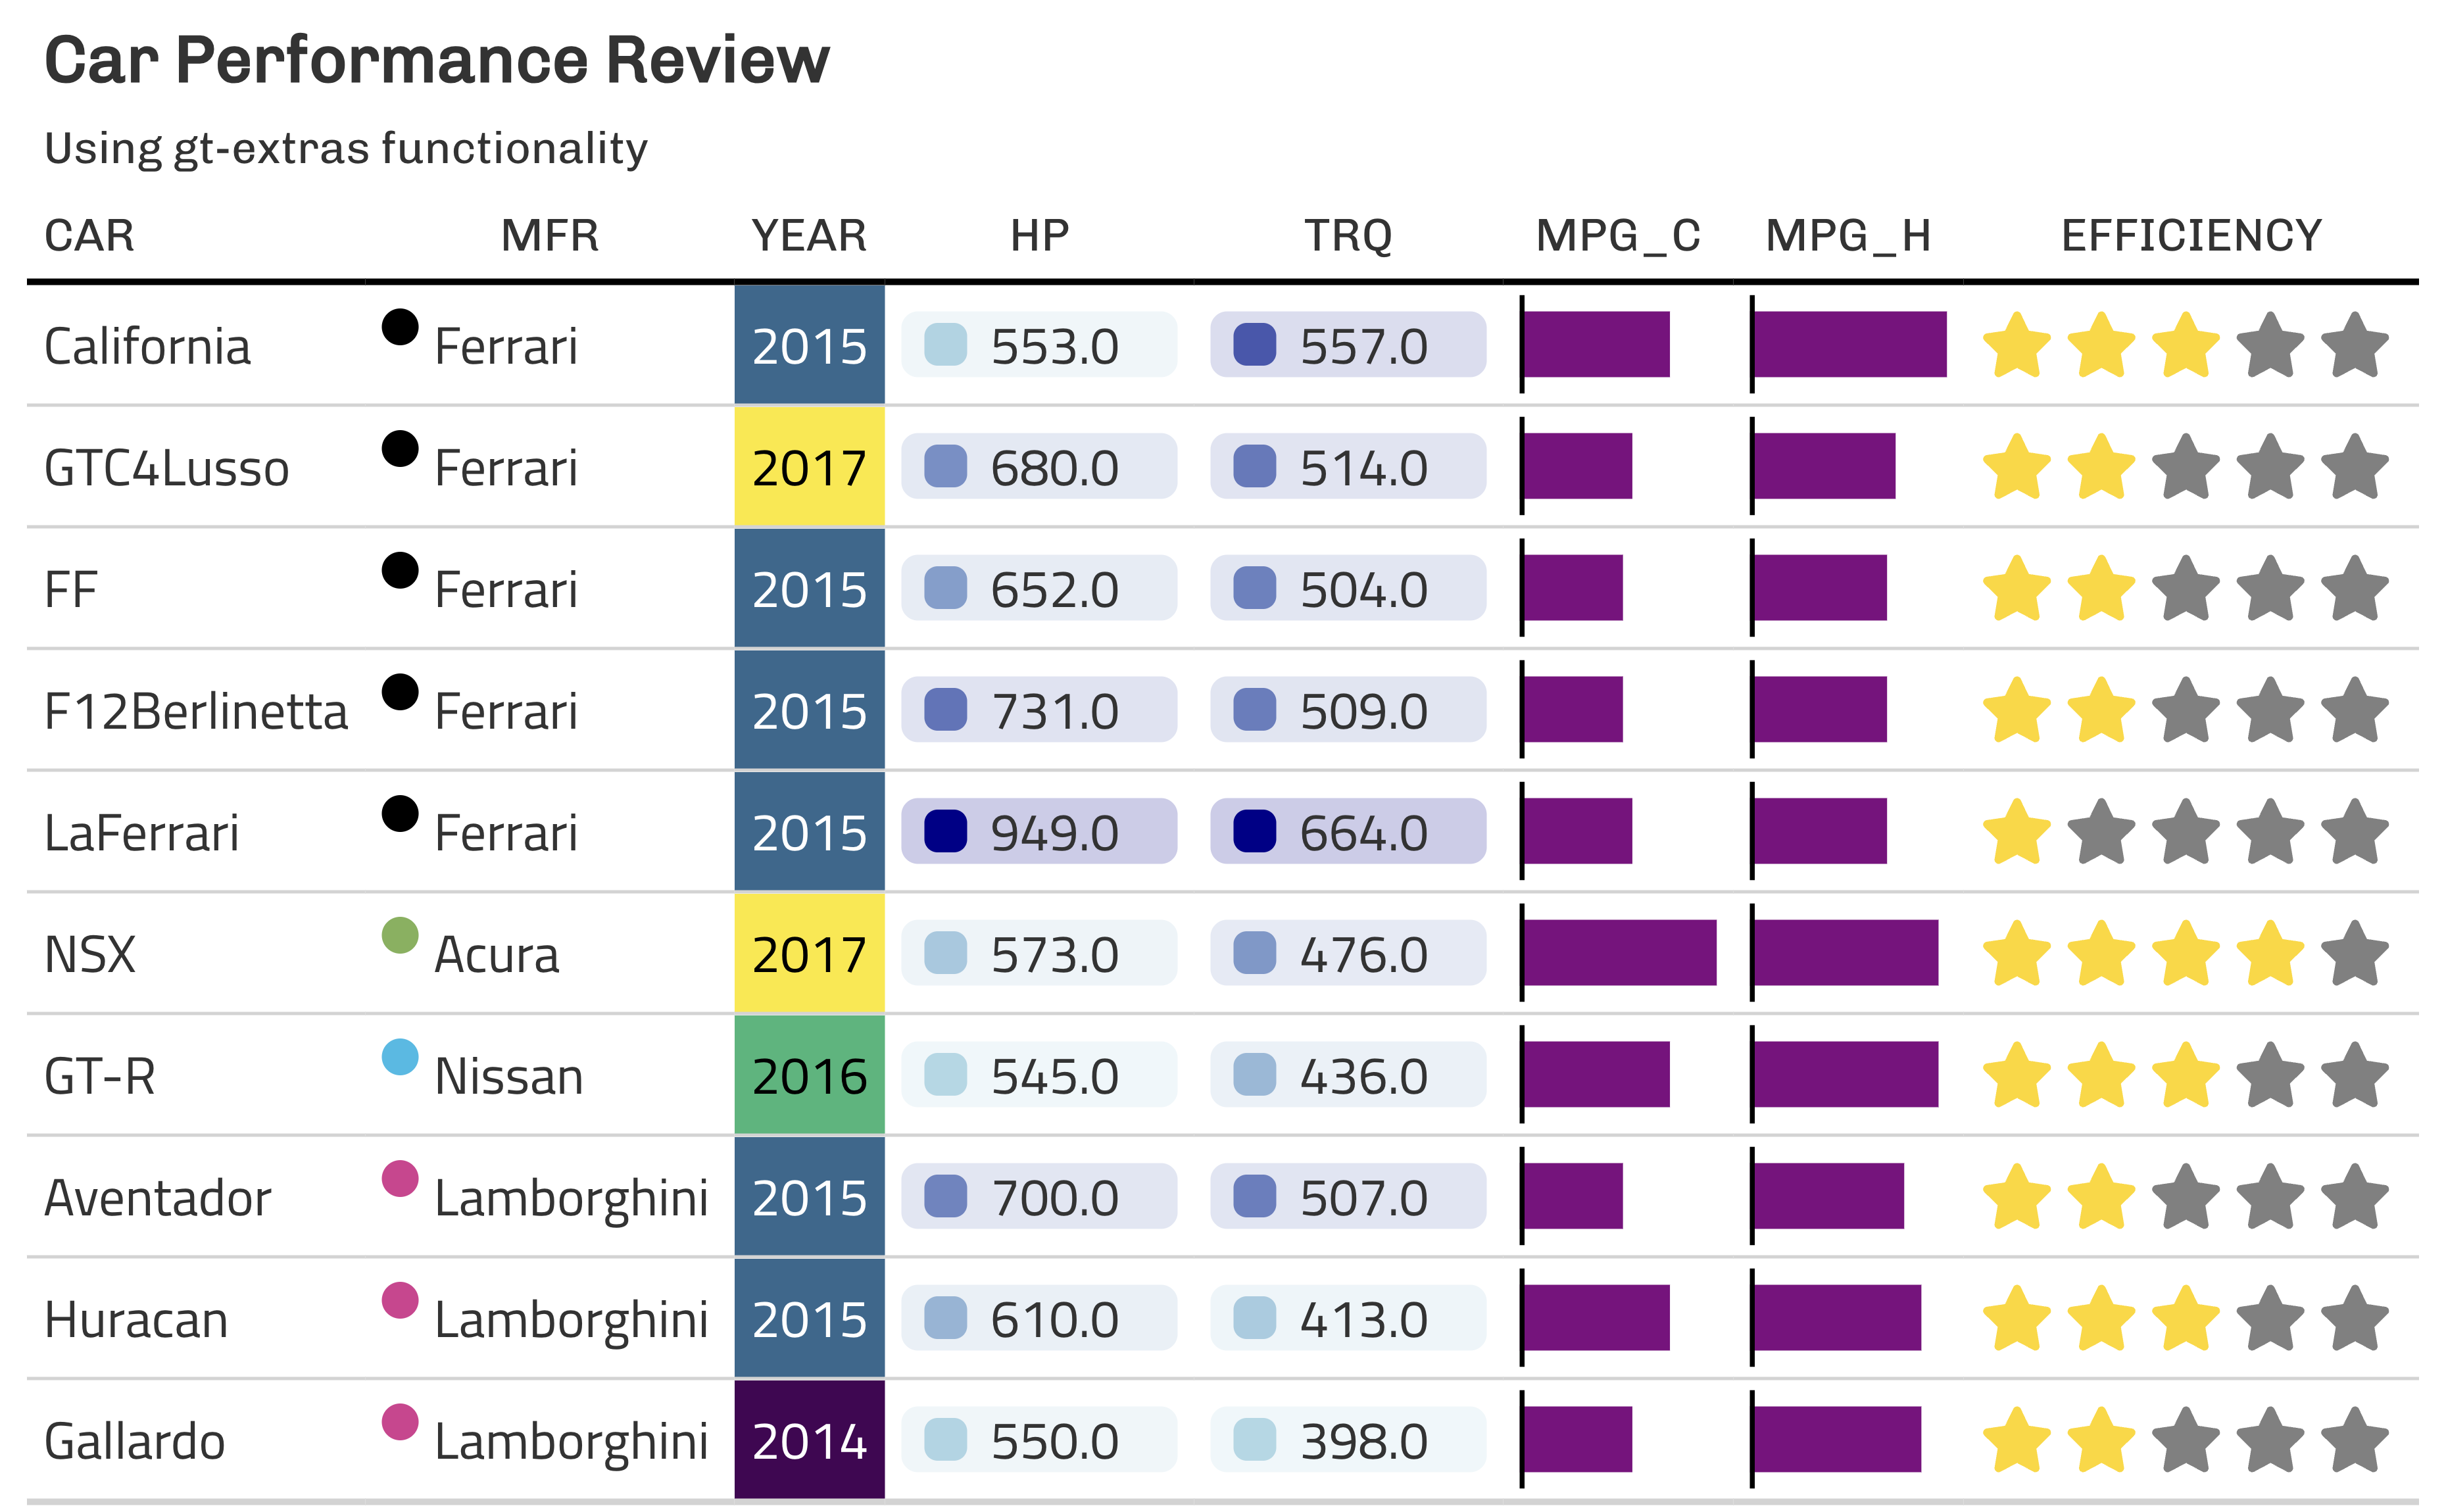 Car Performance Review
Using gt-extras functionality
CAR MFR YEAR HP TRQ MPG_C MPG_H EFFICIENCY
California Ferrari 2015 553.0 557.0
GTC4Lusso Ferrari 2017 680.0 514.0
FF Ferrari 2015 652.0 504.0
F12Berlinetta Ferrari 2015 731.0 509.0
LaFerrari Ferrari 2015 949.0 664.0
NSX Acura 2017 573.0 476.0
GT-R Nissan 2016 545.0 436.0
Aventador Lamborghini 2015 700.0 507.0
Huracan Lamborghini 2015 610.0 413.0
Gallardo Lamborghini 2014 550.0 398.0